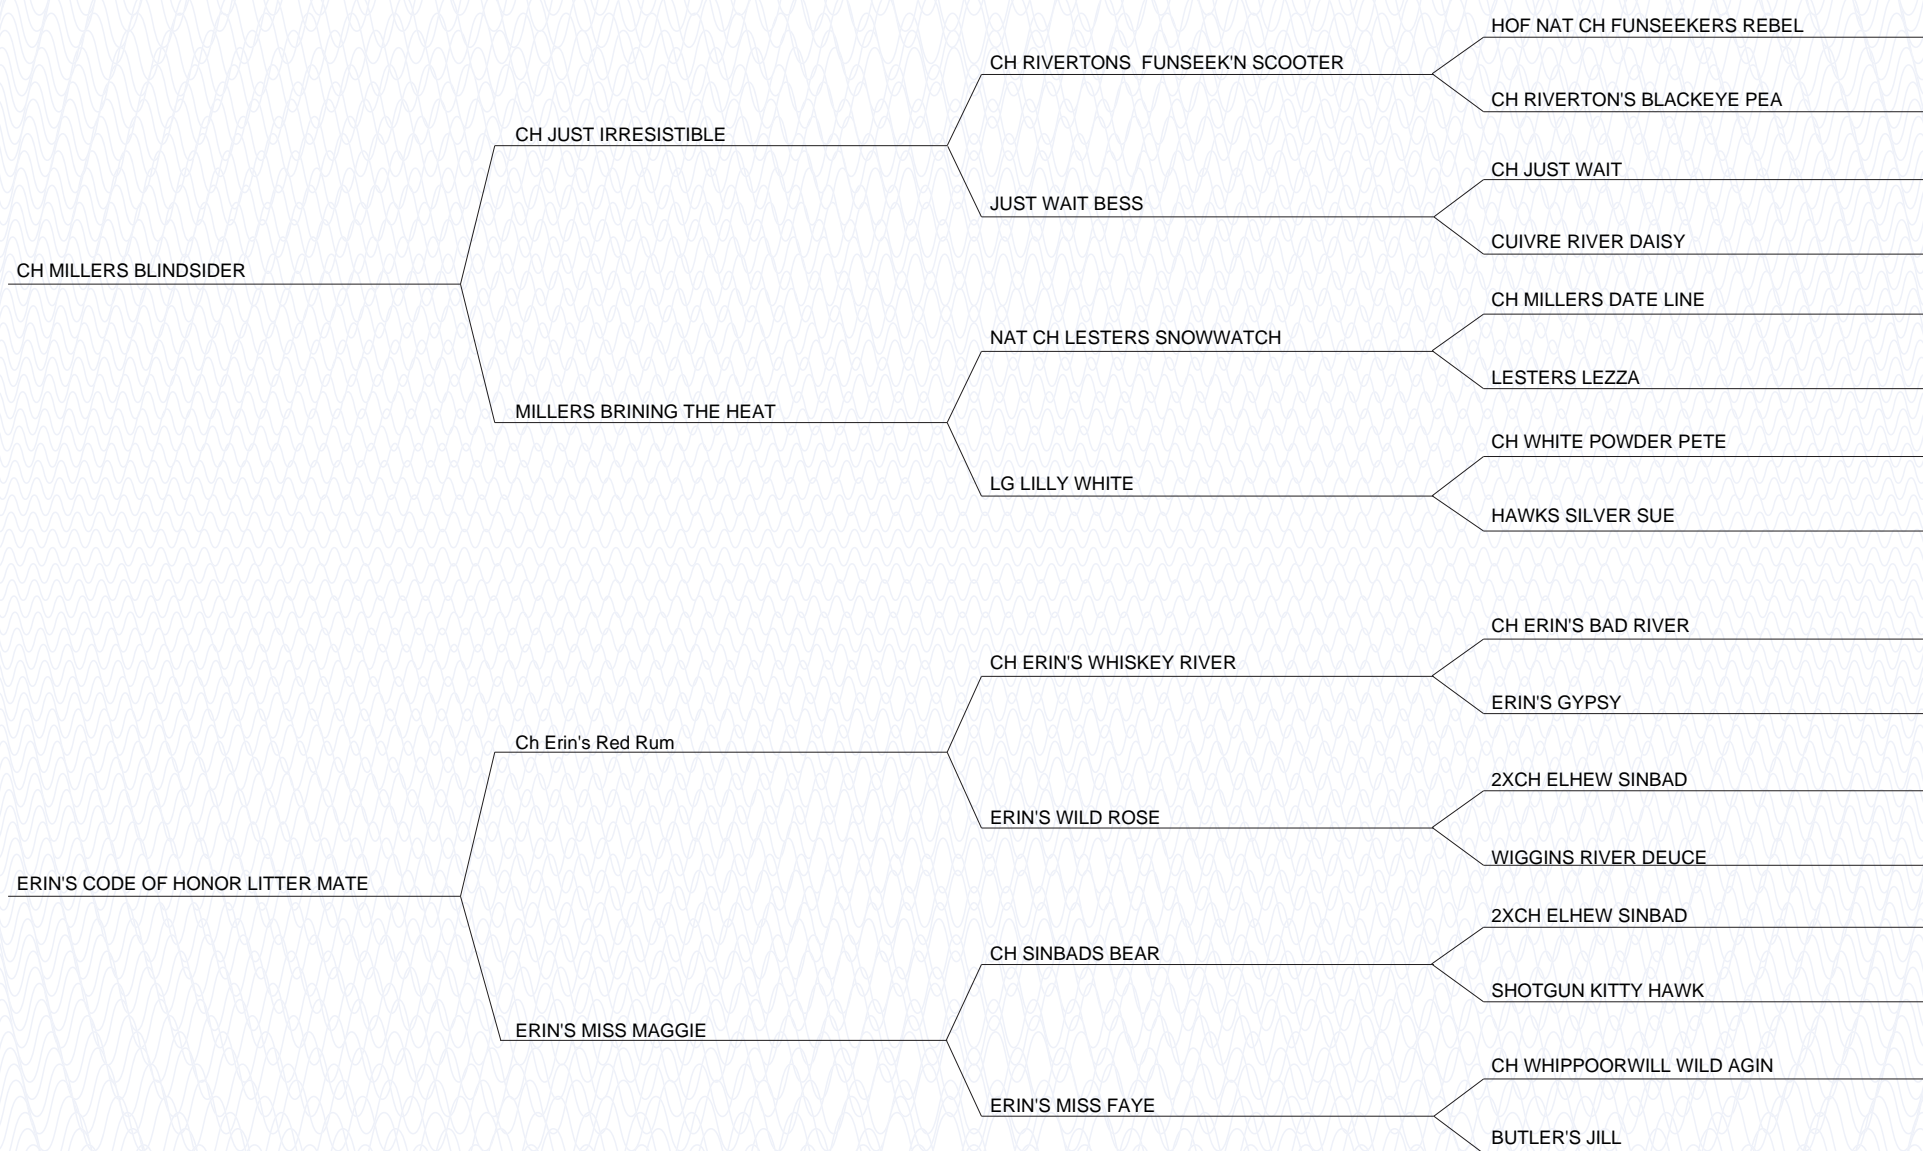 HOF NAT CH FUNSEEKERS REBEL
CH RIVERTONS  FUNSEEK'N SCOOTER
CH RIVERTON'S BLACKEYE PEA
CH JUST IRRESISTIBLE
CH JUST WAIT
JUST WAIT BESS
CUIVRE RIVER DAISY
CH MILLERS BLINDSIDER
CH MILLERS DATE LINE
NAT CH LESTERS SNOWWATCH
LESTERS LEZZA
MILLERS BRINING THE HEAT
CH WHITE POWDER PETE
LG LILLY WHITE
HAWKS SILVER SUE
CH ERIN'S BAD RIVER
CH ERIN'S WHISKEY RIVER
ERIN'S GYPSY
Ch Erin's Red Rum
2XCH ELHEW SINBAD
ERIN'S WILD ROSE
WIGGINS RIVER DEUCE
ERIN'S CODE OF HONOR LITTER MATE
2XCH ELHEW SINBAD
CH SINBADS BEAR
SHOTGUN KITTY HAWK
ERIN'S MISS MAGGIE
CH WHIPPOORWILL WILD AGIN
ERIN'S MISS FAYE
BUTLER'S JILL